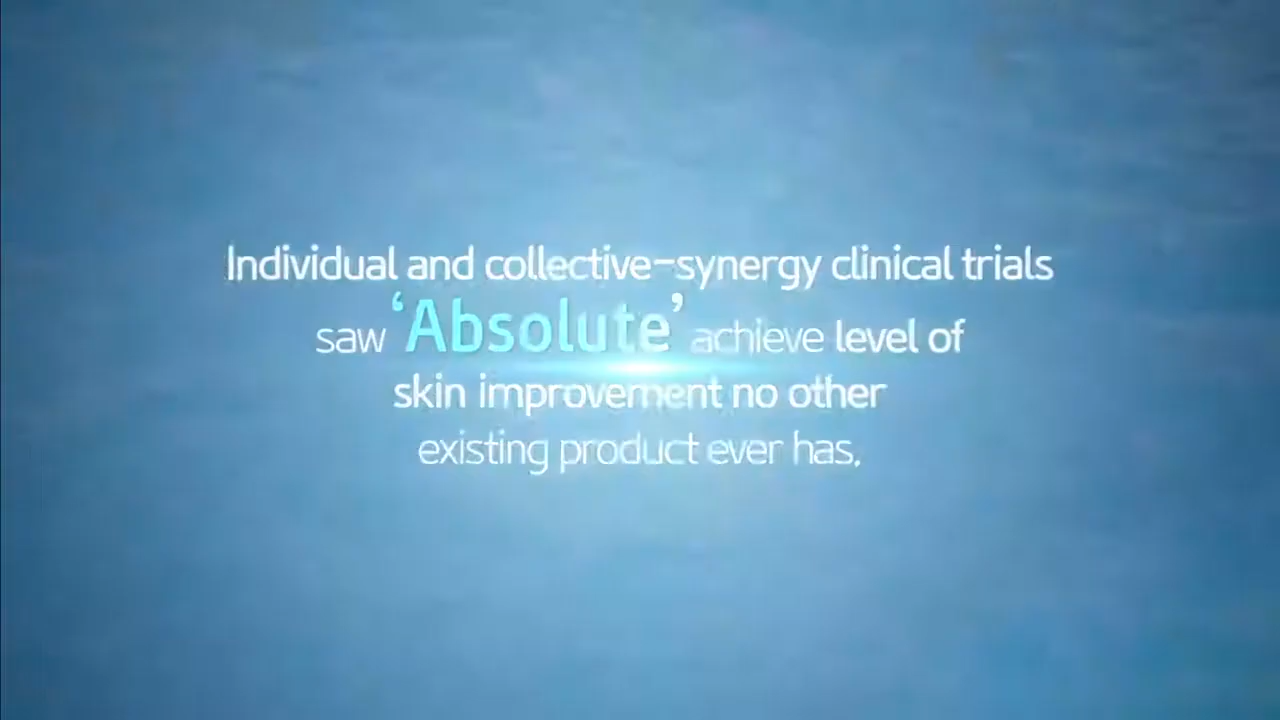 Individual and collective-synergy clinical trials
saw ‘Absolute’ achieve level of
skin improvement no other
existing product ever has.